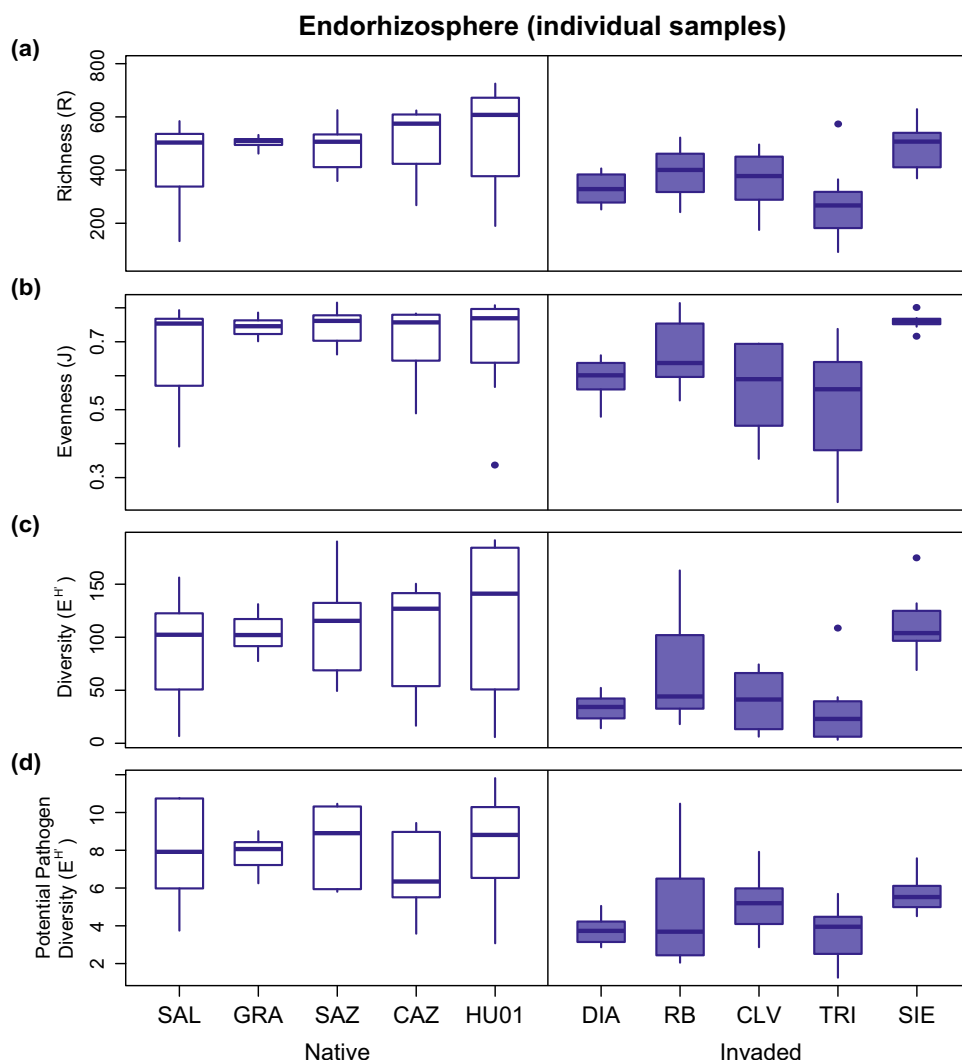 Endorhizosphere (individual samples)
(a)
Richness (R)
800
600
400
200
(b)
Evenness (J)
0.7
0.5
0.3
(c)
Diversity (E^H')
150
100
50
0
(d)
Potential Pathogen
Diversity (E^H')
10
8
6
4
2
SAL GRA SAZ CAZ HU01 DIA RB CLV TRI SIE
Native Invaded